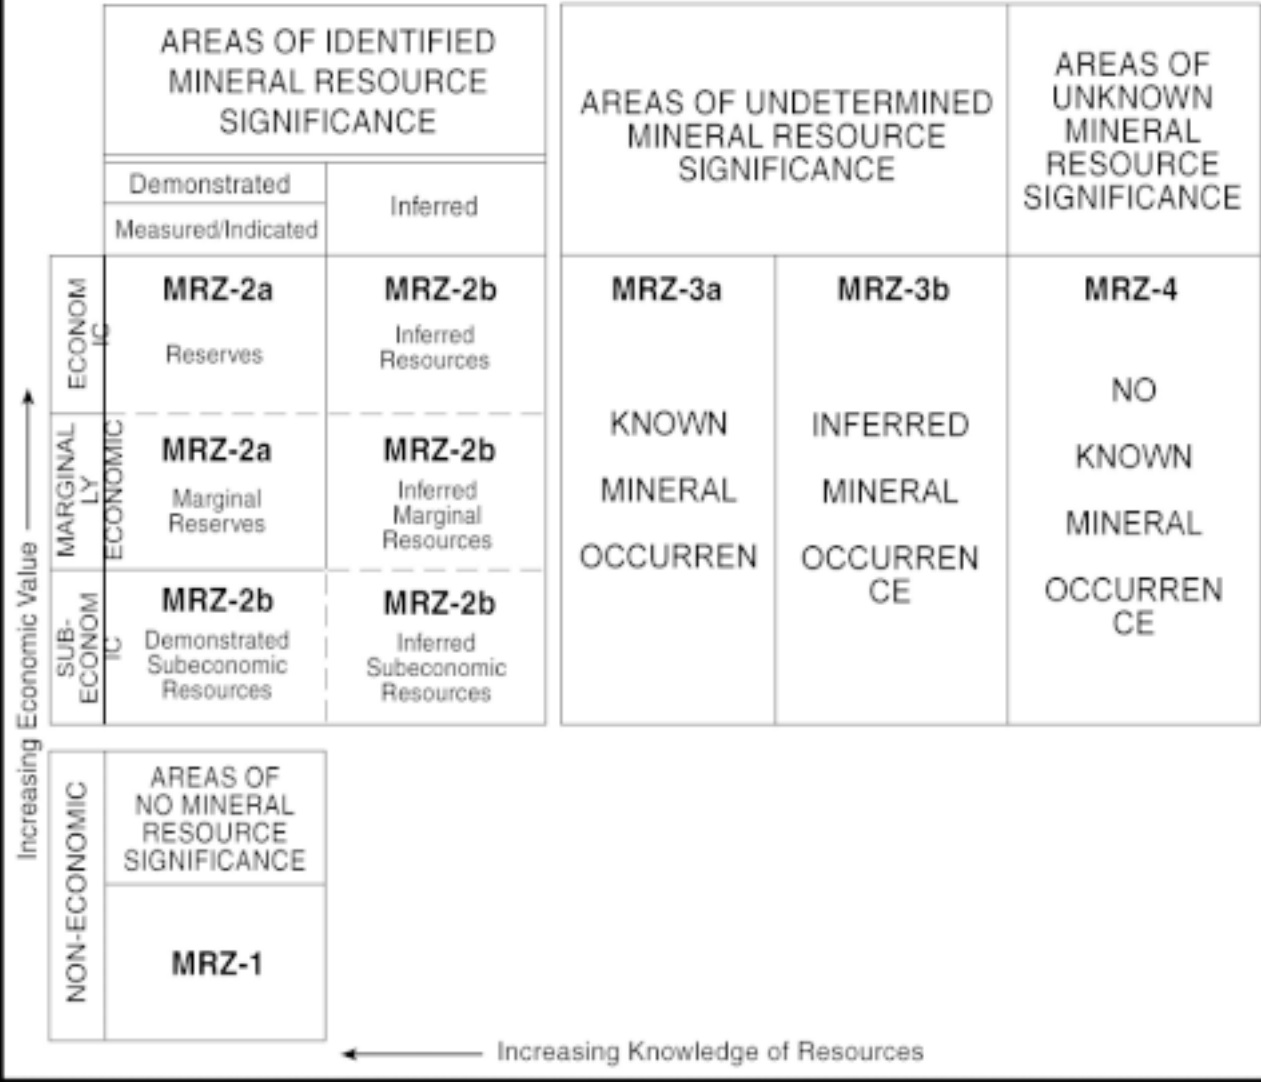 AREAS OF IDENTIFIED
MINERAL RESOURCE
SIGNIFICANCE
AREAS OF UNDETERMINED
MINERAL RESOURCE
SIGNIFICANCE
AREAS OF
UNKNOWN
MINERAL
RESOURCE
SIGNIFICANCE
Demonstrated
Measured/Indicated
Inferred
ECONOM
IC
MRZ-2a
Reserves
MRZ-2b
Inferred
Resources
MARGINAL
LY
ECONOMIC
MRZ-2a
Marginal
Reserves
MRZ-2b
Inferred
Marginal
Resources
SUB-
ECONOM
IC
MRZ-2b
Demonstrated
Subeconomic
Resources
MRZ-2b
Inferred
Subeconomic
Resources
MRZ-3a
KNOWN
MINERAL
OCCURREN
MRZ-3b
INFERRED
MINERAL
OCCURREN
CE
MRZ-4
NO
KNOWN
MINERAL
OCCURREN
CE
NON-ECONOMIC
AREAS OF
NO MINERAL
RESOURCE
SIGNIFICANCE
MRZ-1
Increasing Economic Value
Increasing Knowledge of Resources